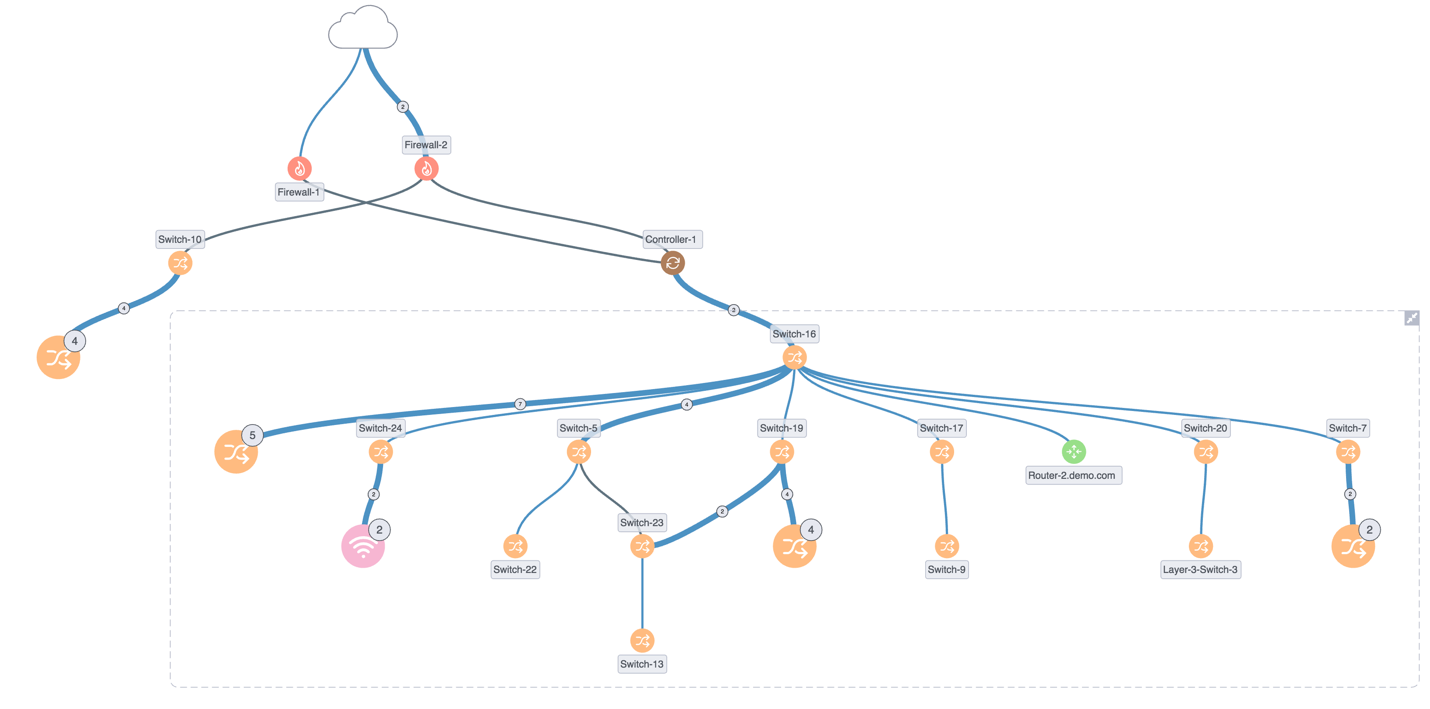 2
Firewall-2
Firewall-1
Switch-10
Controller-1
4
2
4
Switch-16
7
4
5
Switch-24
Switch-5
Switch-19
Switch-17
Router-2.demo.com
Switch-20
Switch-7
2
4
2
2
2
Switch-23
4
2
Switch-22
Switch-9
Layer-3-Switch-3
Switch-13